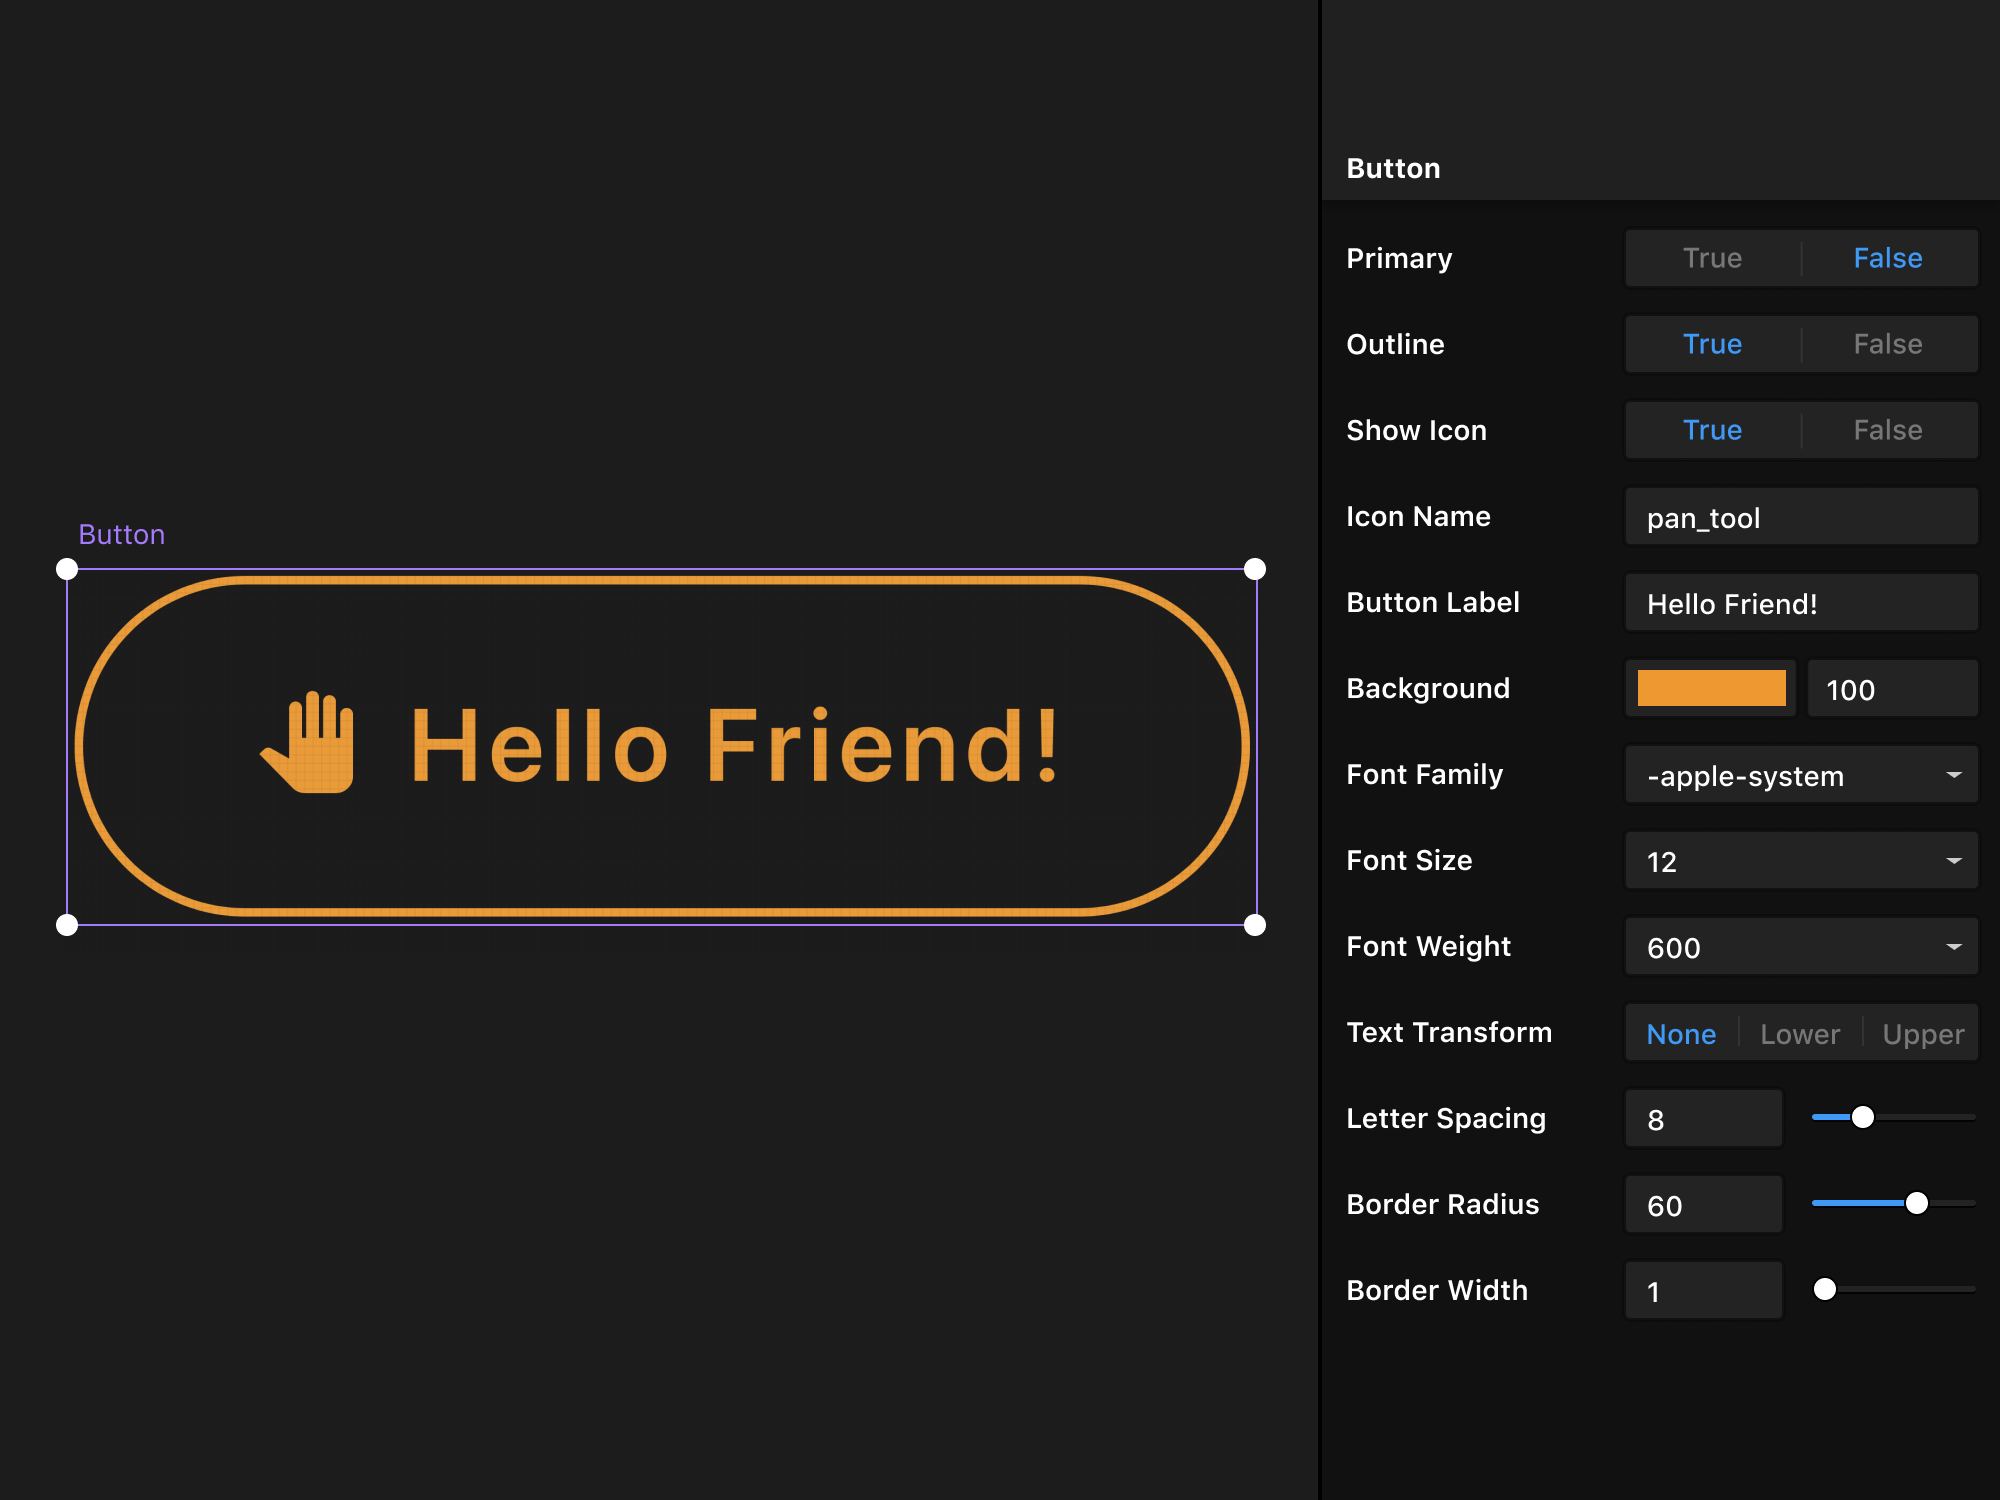 Button
Hello Friend!
Button
Primary True False
Outline True False
Show Icon True False
Icon Name pan_tool
Button Label Hello Friend!
Background 100
Font Family -apple-system
Font Size 12
Font Weight 600
Text Transform None Lower Upper
Letter Spacing 8
Border Radius 60
Border Width 1